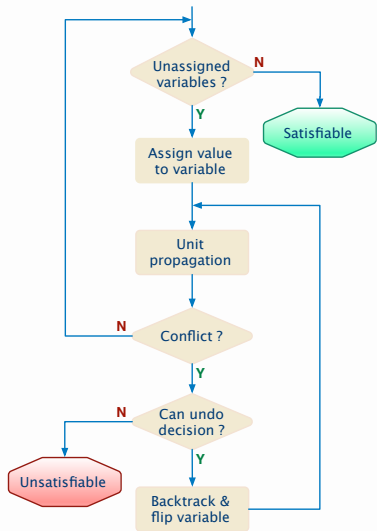 Unassigned
variables ?
N
Y
Satisfiable
Assign value
to variable
Unit
propagation
N
Conflict ?
Y
N
Can undo
decision ?
Y
Unsatisfiable
Backtrack &
flip variable